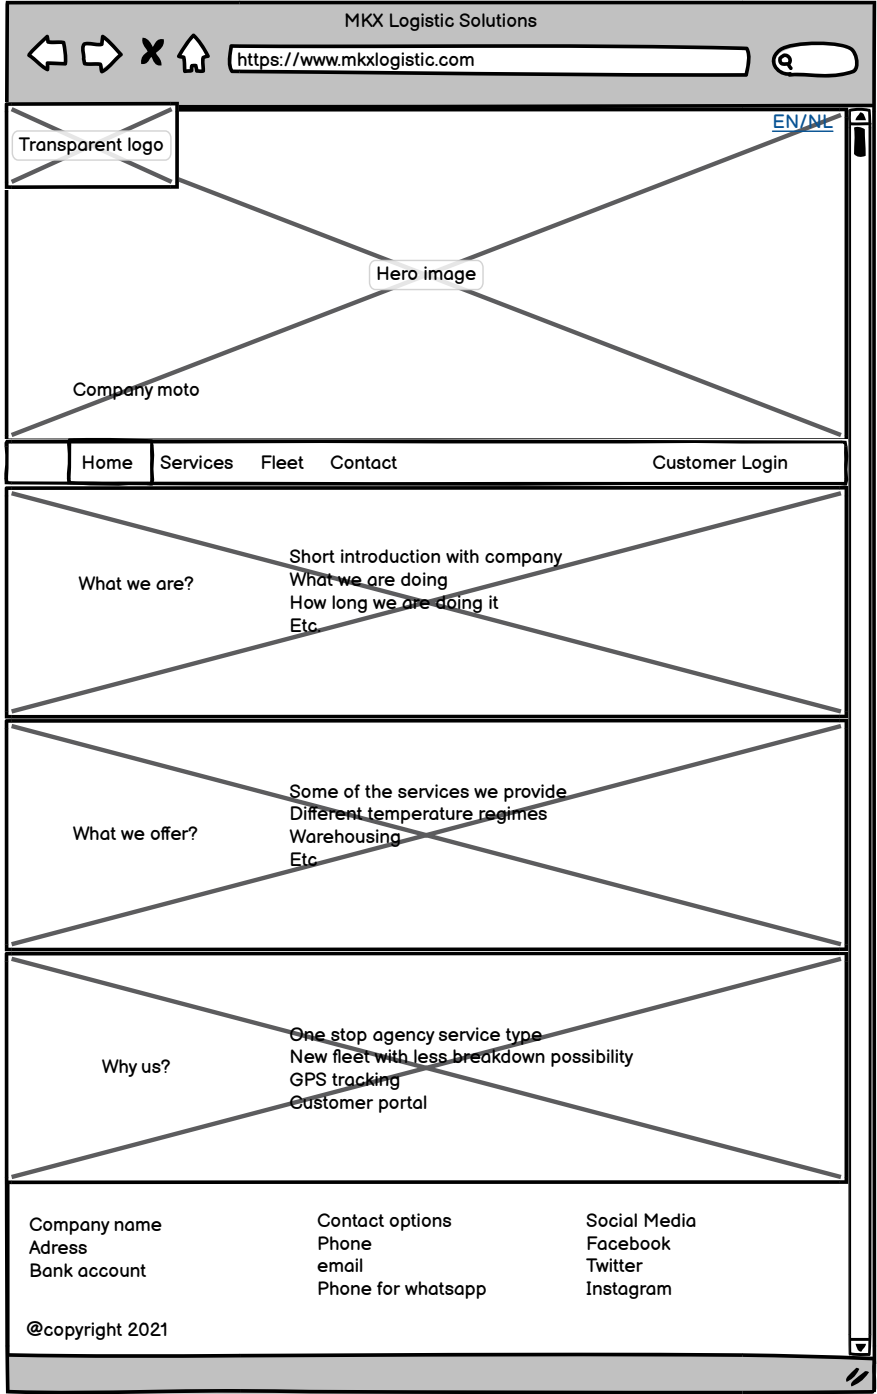 MKX Logistic Solutions
https://www.mkxlogistic.com
Transparent logo
EN/NL
Hero image
Company moto
Home Services Fleet Contact Customer Login
What we are?
Short introduction with company
What we are doing
How long we are doing it
Etc.
What we offer?
Some of the services we provide
Different temperature regimes
Warehousing
Etc
Why us?
One stop agency service type
New fleet with less breakdown possibility
GPS tracking
Customer portal
Company name
Adress
Bank account
Contact options
Phone
email
Phone for whatsapp
Social Media
Facebook
Twitter
Instagram
@copyright 2021